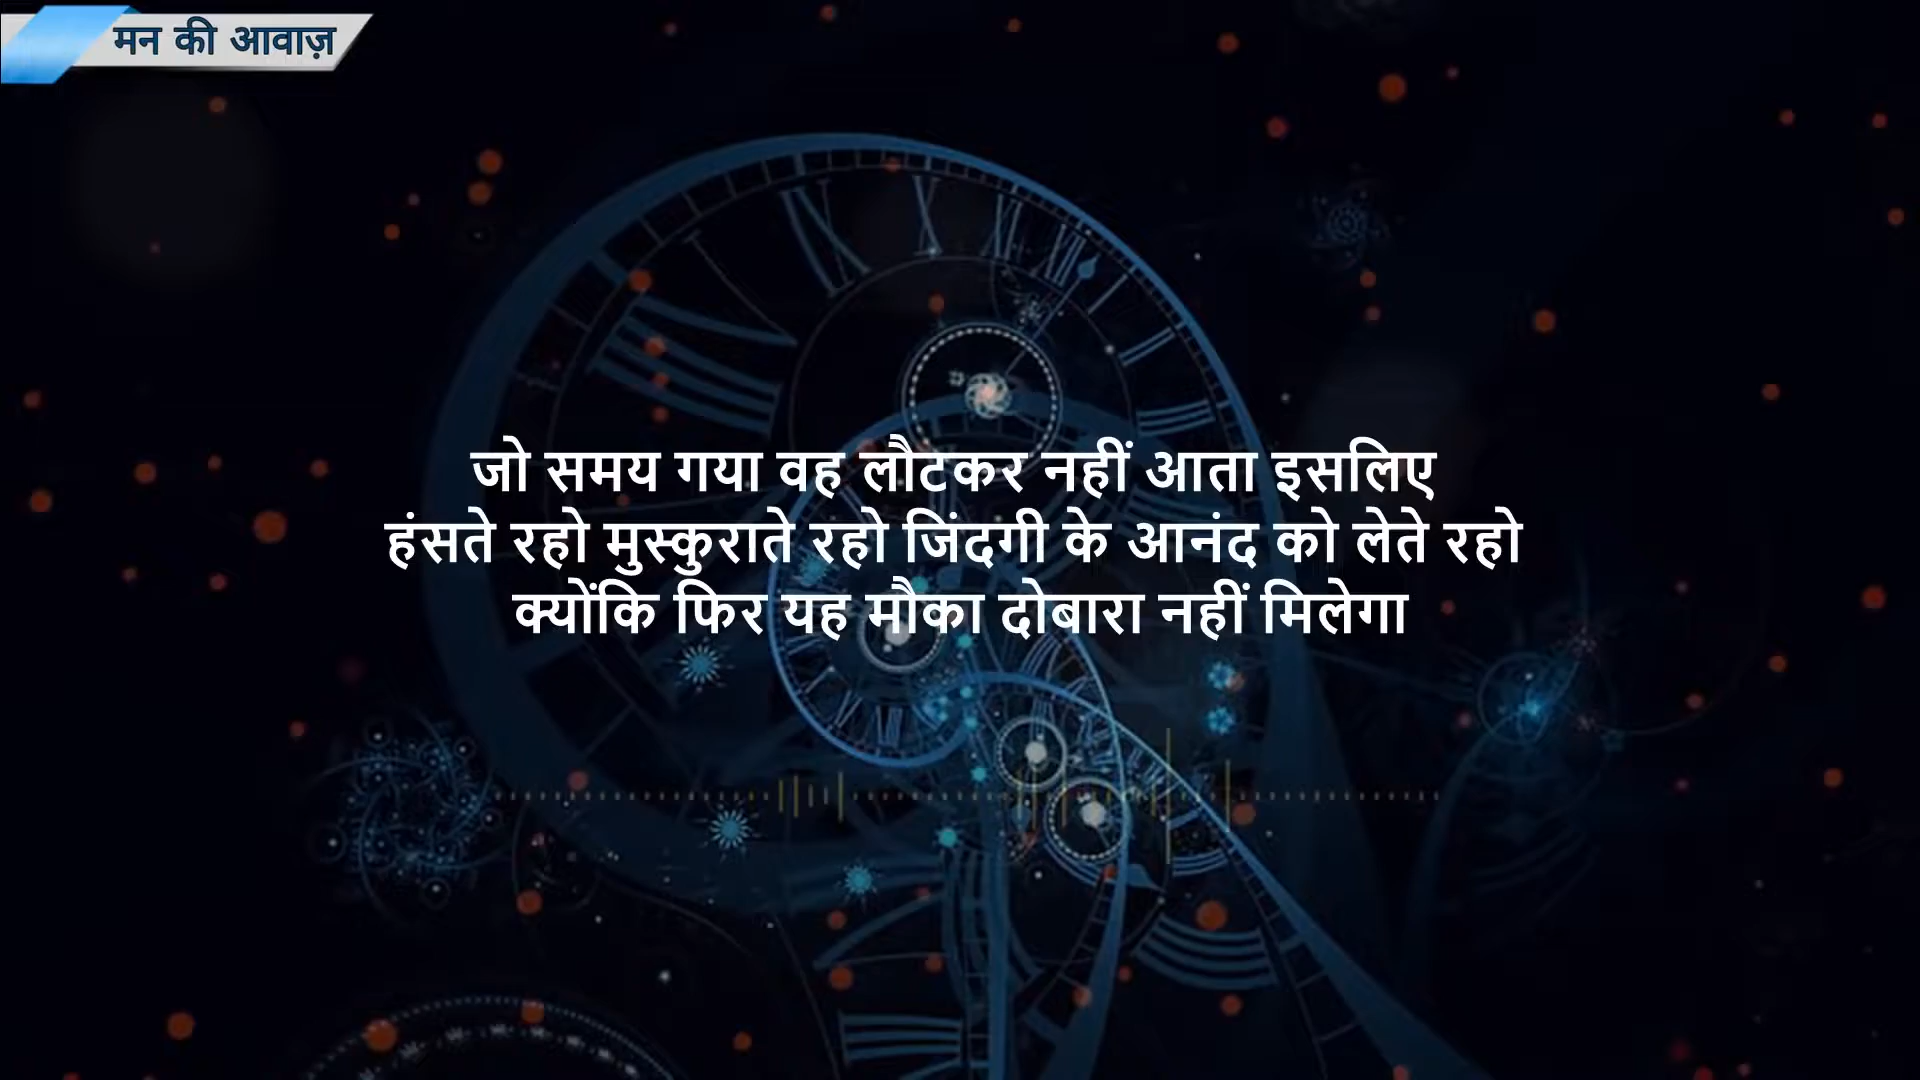 मन की आवाज़
जो समय गया वह लौटकर नहीं आता इसलिए
हंसते रहो मुस्कुराते रहो जिंदगी के आनंद को लेते रहो
क्योंकि फिर यह मौका दोबारा नहीं मिलेगा